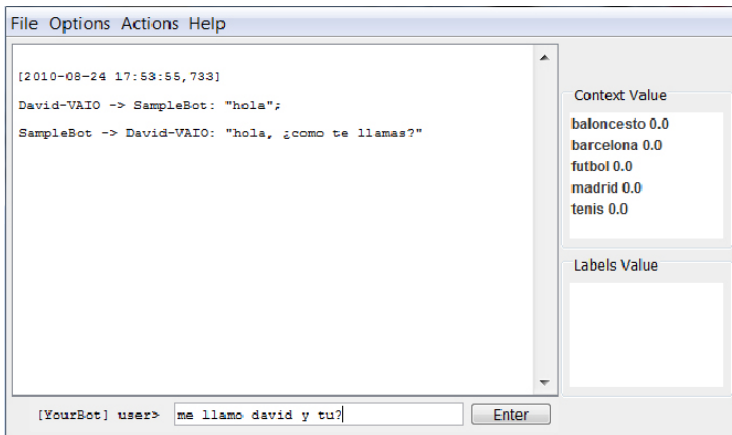 File Options Actions Help
[2010-08-24 17:53:55,733]
David-VAIO -> SampleBot: "hola";
SampleBot -> David-VAIO: "hola, ¿como te llamas?"
Context Value
baloncesto 0.0
barcelona 0.0
futbol 0.0
madrid 0.0
tenis 0.0
Labels Value
[YourBot] user> me llamo david y tu?
Enter